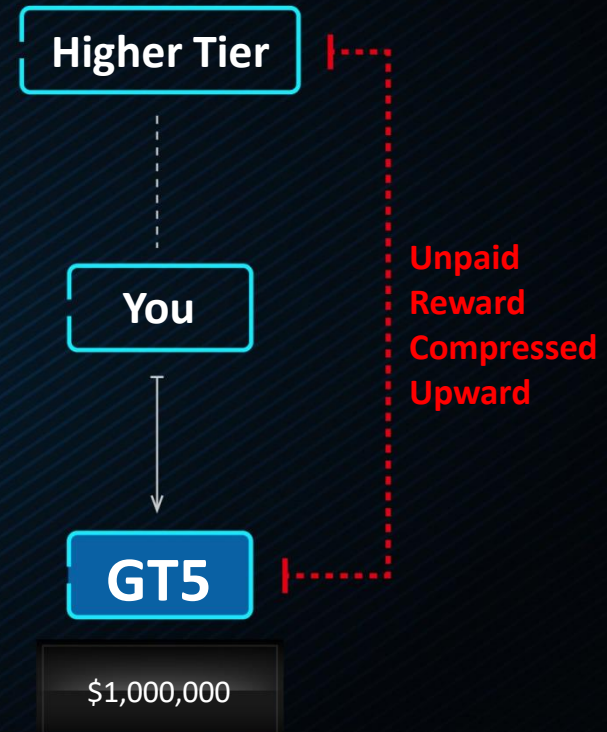 Higher Tier
Unpaid
Reward
Compressed
Upward
You
GT5
$1,000,000